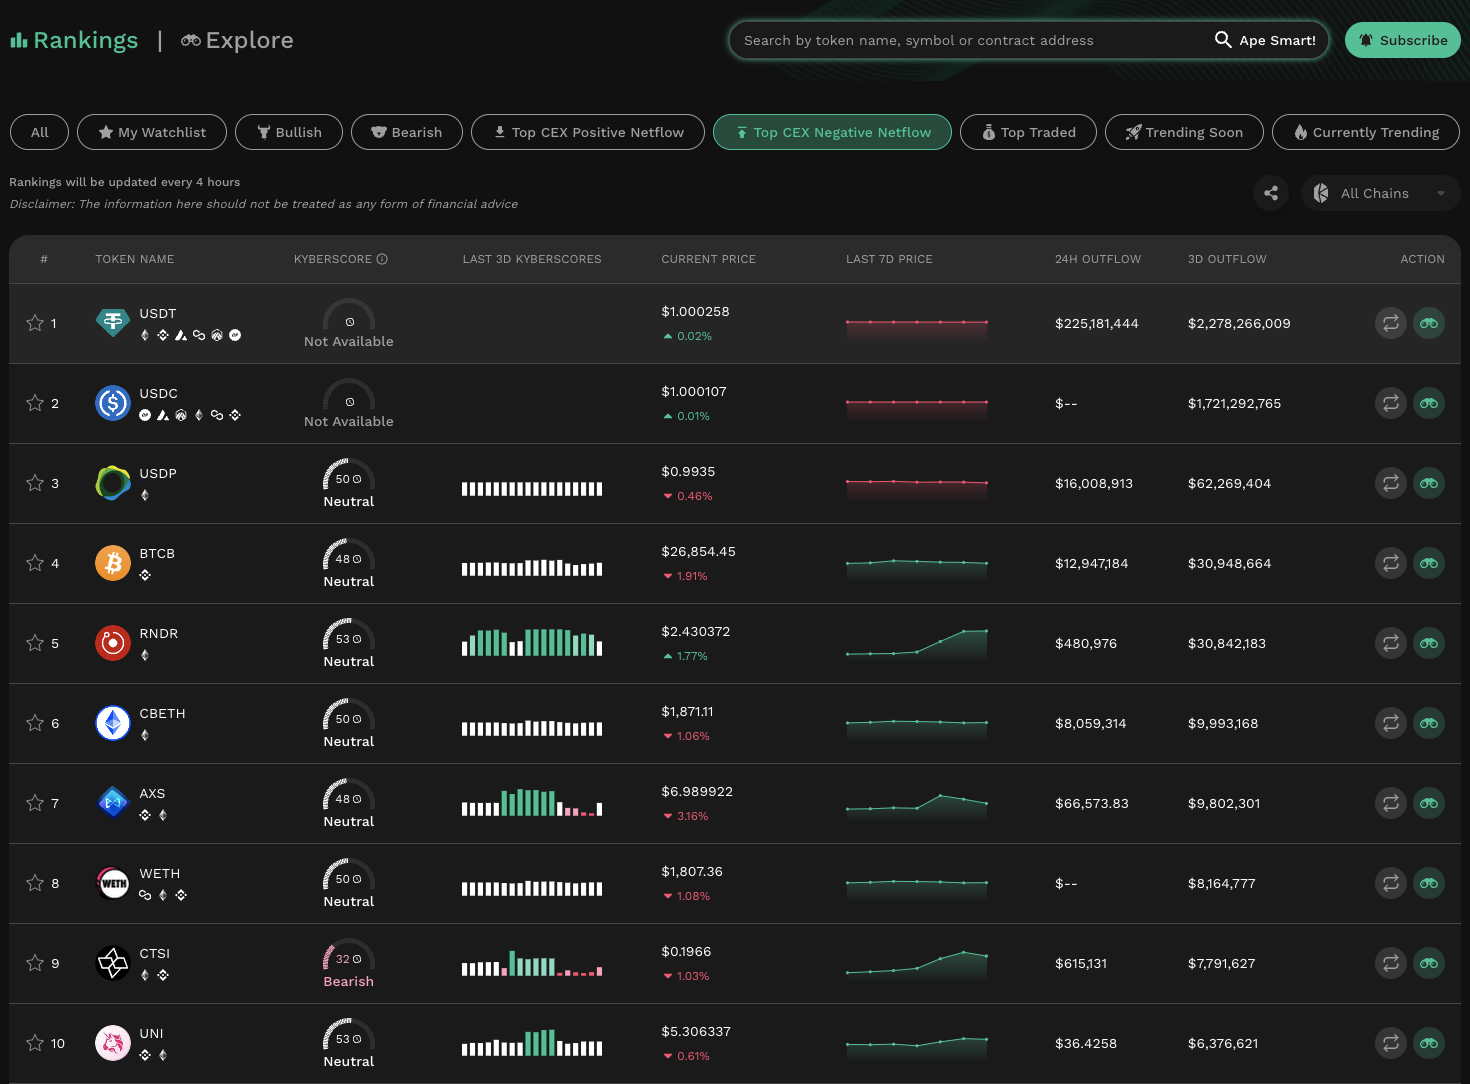 Rankings | Explore
Search by token name, symbol or contract address Ape Smart! Subscribe
All My Watchlist Bullish Bearish Top CEX Positive Netflow Top CEX Negative Netflow Top Traded Trending Soon Currently Trending
Rankings will be updated every 4 hours
Disclaimer: The information here should not be treated as any form of financial advice
All Chains
# TOKEN NAME KYBERSCORE LAST 3D KYBERSCORES CURRENT PRICE LAST 7D PRICE 24H OUTFLOW 3D OUTFLOW ACTION
1 USDT Not Available $1.000258 0.02% $225,181,444 $2,278,266,009
2 USDC Not Available $1.000107 0.01% $-- $1,721,292,765
3 USDP 50 Neutral $0.9935 0.46% $16,008,913 $62,269,404
4 BTCB 48 Neutral $26,854.45 1.91% $12,947,184 $30,948,664
5 RNDR 53 Neutral $2.430372 1.77% $480,976 $30,842,183
6 CBETH 50 Neutral $1,871.11 1.06% $8,059,314 $9,993,168
7 AXS 48 Neutral $6.989922 3.16% $66,573.83 $9,802,301
8 WETH WETH 50 Neutral $1,807.36 1.08% $-- $8,164,777
9 CTSI 32 Bearish $0.1966 1.03% $615,131 $7,791,627
10 UNI 53 Neutral $5.306337 0.61% $36.4258 $6,376,621